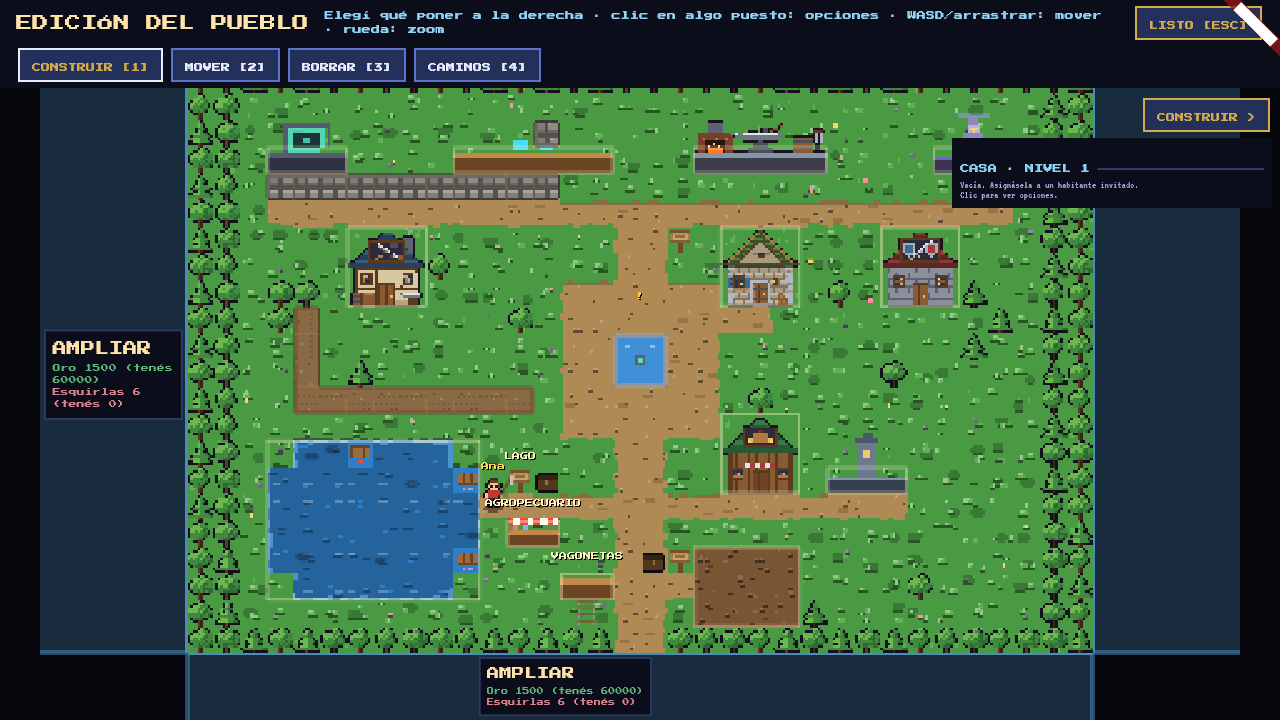 EDICIóN DEL PUEBLO
Elegí qué poner a la derecha · clic en algo puesto: opciones · WASD/arrastrar: mover
· rueda: zoom
LISTO [ESC]
CONSTRUIR [1]
MOVER [2]
BORRAR [3]
CAMINOS [4]
CONSTRUIR >
CASA · NIVEL 1
Vacía. Asignásela a un habitante invitado.
Clic para ver opciones.
AMPLIAR
Oro 1500 (tenés
60000)
Esquirlas 6
(tenés 0)
LAGO
Ana
AGROPECUARIO
VAGONETAS
AMPLIAR
Oro 1500 (tenés 60000)
Esquirlas 6 (tenés 0)